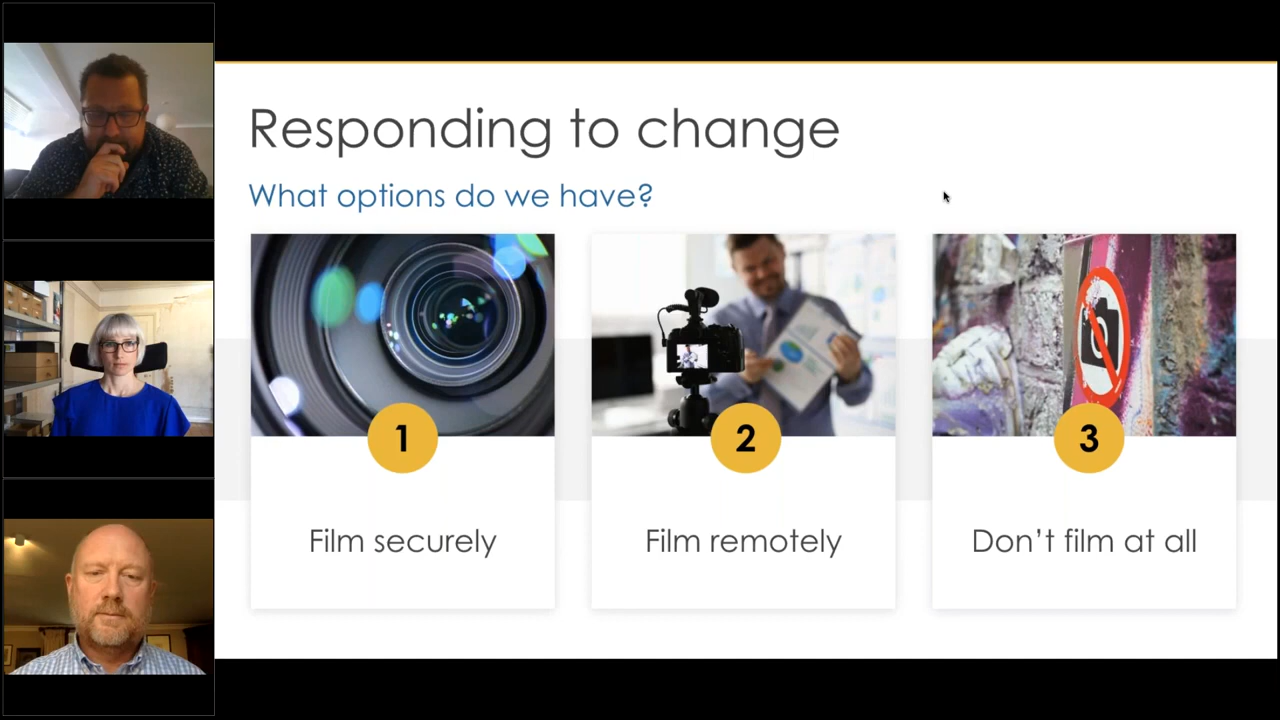 Responding to change
What options do we have?
1
2
3
Film securely
Film remotely
Don't film at all